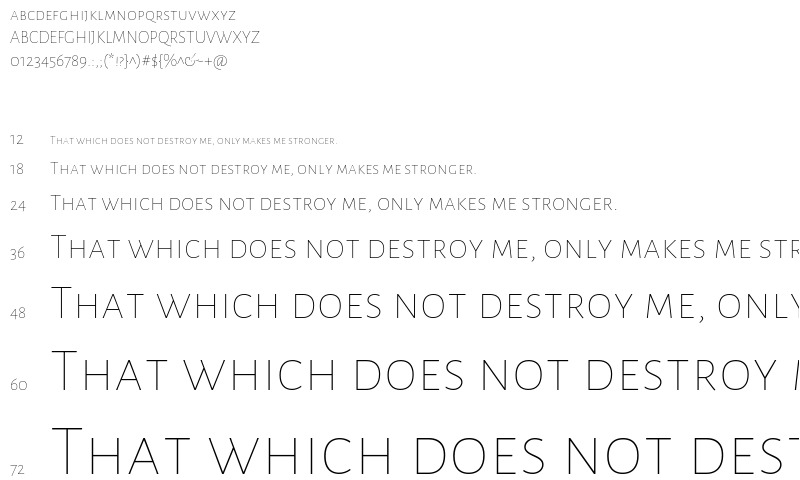 ABCDEFGHIJKLMNOPQRSTUVWXYZ
ABCDEFGHIJKLMNOPQRSTUVWXYZ
0123456789.:,;(*!?}^)#${%^&~+@
12 That which does not destroy me, only makes me stronger.
18 That which does not destroy me, only makes me stronger.
24 That which does not destroy me, only makes me stronger.
36 That which does not destroy me, only makes me str
48 That which does not destroy me, only
60 That which does not destroy
72 That which does not dest